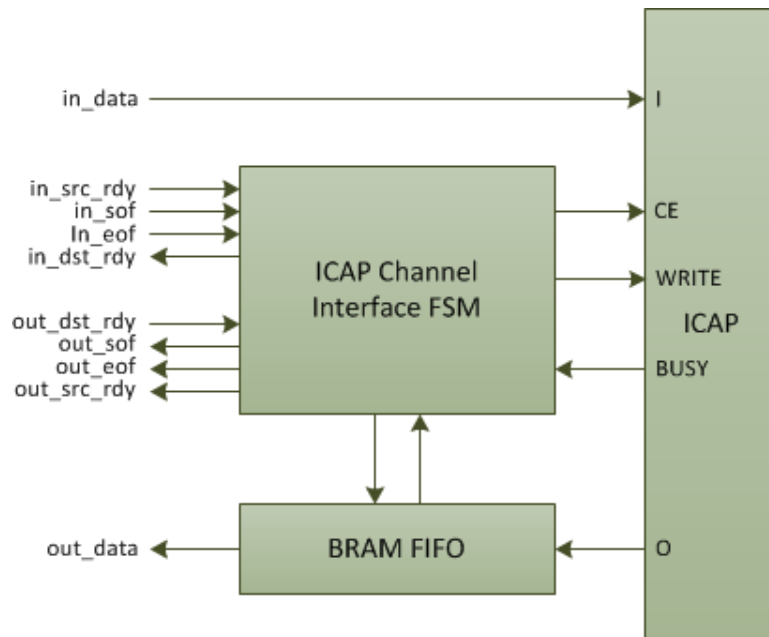 in_data
I
in_src_rdy
in_sof
In_eof
in_dst_rdy
ICAP Channel
Interface FSM
CE
WRITE
ICAP
BUSY
out_dst_rdy
out_sof
out_eof
out_src_rdy
out_data
BRAM FIFO
O